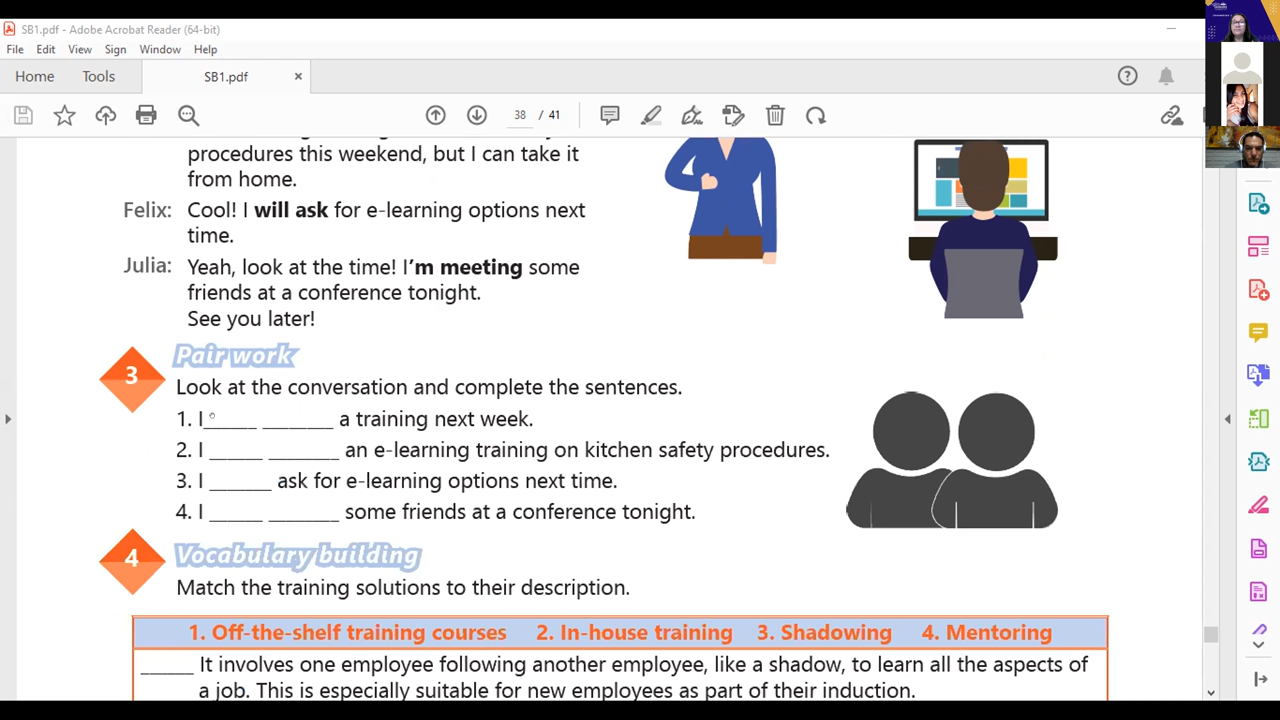 SB1.pdf - Adobe Acrobat Reader (64-bit)
File Edit View Sign Window Help
Home Tools SB1.pdf ×
38 / 41
procedures this weekend, but I can take it
from home.
Felix: Cool! I will ask for e-learning options next
time.
Julia: Yeah, look at the time! I'm meeting some
friends at a conference tonight.
See you later!
3 Pair work
Look at the conversation and complete the sentences.
1. I ______ ________ a training next week.
2. I ______ ________ an e-learning training on kitchen safety procedures.
3. I _______ ask for e-learning options next time.
4. I ______ ________ some friends at a conference tonight.
4 Vocabulary building
Match the training solutions to their description.
1. Off-the-shelf training courses 2. In-house training 3. Shadowing 4. Mentoring
______ It involves one employee following another employee, like a shadow, to learn all the aspects of
a job. This is especially suitable for new employees as part of their induction.